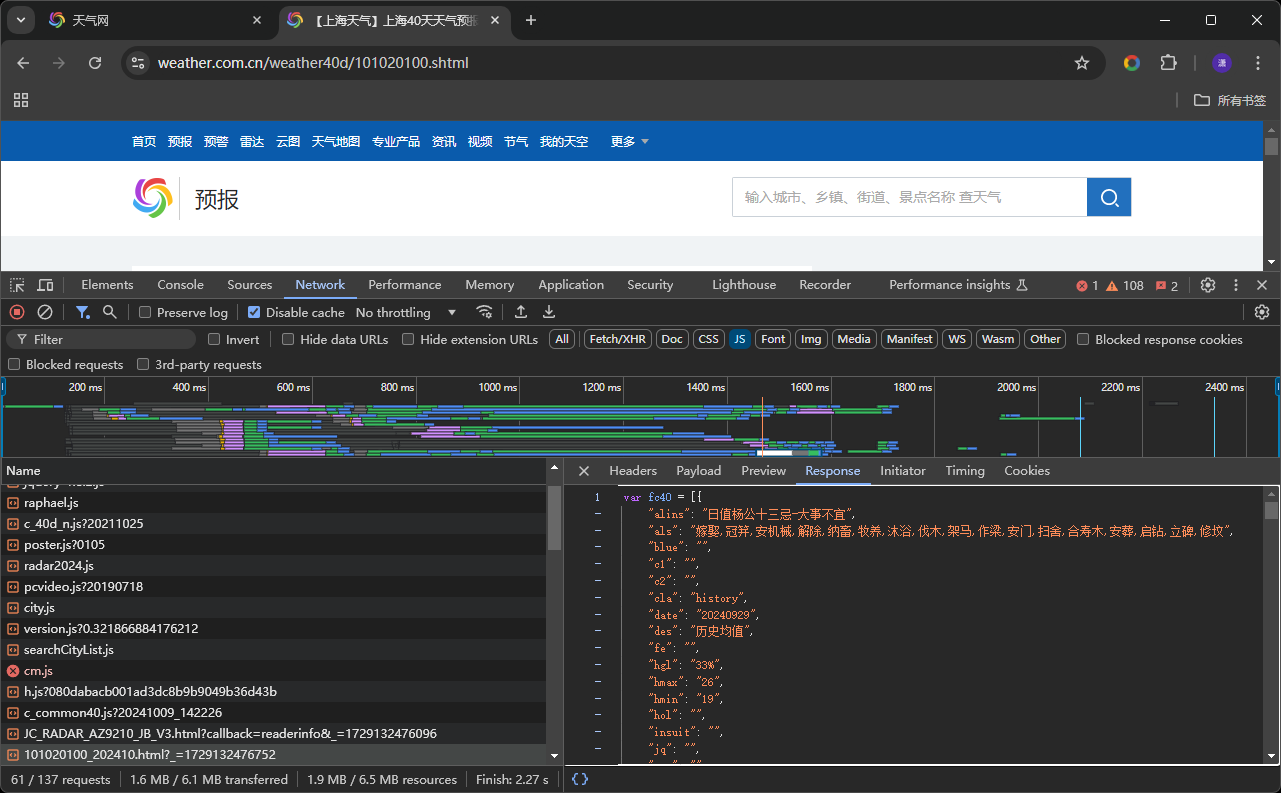 天气网
【上海天气】上海40天天气预报
weather.com.cn/weather40d/101020100.shtml
所有书签
首页 预报 预警 雷达 云图 天气地图 专业产品 资讯 视频 节气 我的天空 更多
预报
输入城市、乡镇、街道、景点名称 查天气
Elements Console Sources Network Performance Memory Application Security Lighthouse Recorder Performance insights 1 108 2
Preserve log Disable cache No throttling
Filter Invert Hide data URLs Hide extension URLs All Fetch/XHR Doc CSS JS Font Img Media Manifest WS Wasm Other Blocked response cookies
Blocked requests 3rd-party requests
200 ms 400 ms 600 ms 800 ms 1000 ms 1200 ms 1400 ms 1600 ms 1800 ms 2000 ms 2200 ms 2400 ms
Name
raphael.js
c_40d_n.js?20211025
poster.js?0105
radar2024.js
pcvideo.js?20190718
city.js
version.js?0.321866884176212
searchCityList.js
cm.js
h.js?080dabacb001ad3dc8b9b9049b36d43b
c_common40.js?20241009_142226
JC_RADAR_AZ9210_JB_V3.html?callback=readerinfo&_=1729132476096
101020100_202410.html?_=1729132476752
61 / 137 requests 1.6 MB / 6.1 MB transferred 1.9 MB / 6.5 MB resources Finish: 2.27 s
Headers Payload Preview Response Initiator Timing Cookies
1 var fc40 = [{
- "alins": "日值杨公十三忌-大事不宜",
- "als": "嫁娶,冠笄,安机械,解除,纳畜,牧养,沐浴,伐木,架马,作梁,安门,扫舍,合寿木,安葬,启钻,立碑,修坟",
- "blue": "",
- "c1": "",
- "c2": "",
- "cla": "history",
- "date": "20240929",
- "des": "历史均值",
- "fe": "",
- "hgl": "33%",
- "hmax": "26",
- "hmin": "19",
- "hol": "",
- "insuit": "",
- "jq": "",
{}